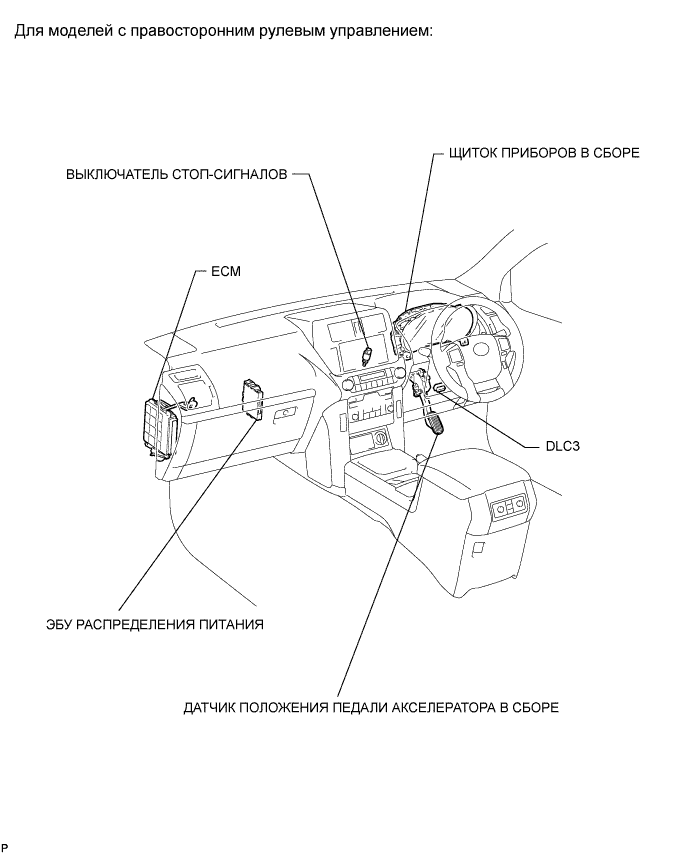 Для моделей с правосторонним рулевым управлением:
ЩИТОК ПРИБОРОВ В СБОРЕ
ВЫКЛЮЧАТЕЛЬ СТОП-СИГНАЛОВ
ECM
DLC3
ЭБУ РАСПРЕДЕЛЕНИЯ ПИТАНИЯ
ДАТЧИК ПОЛОЖЕНИЯ ПЕДАЛИ АКСЕЛЕРАТОРА В СБОРЕ
P